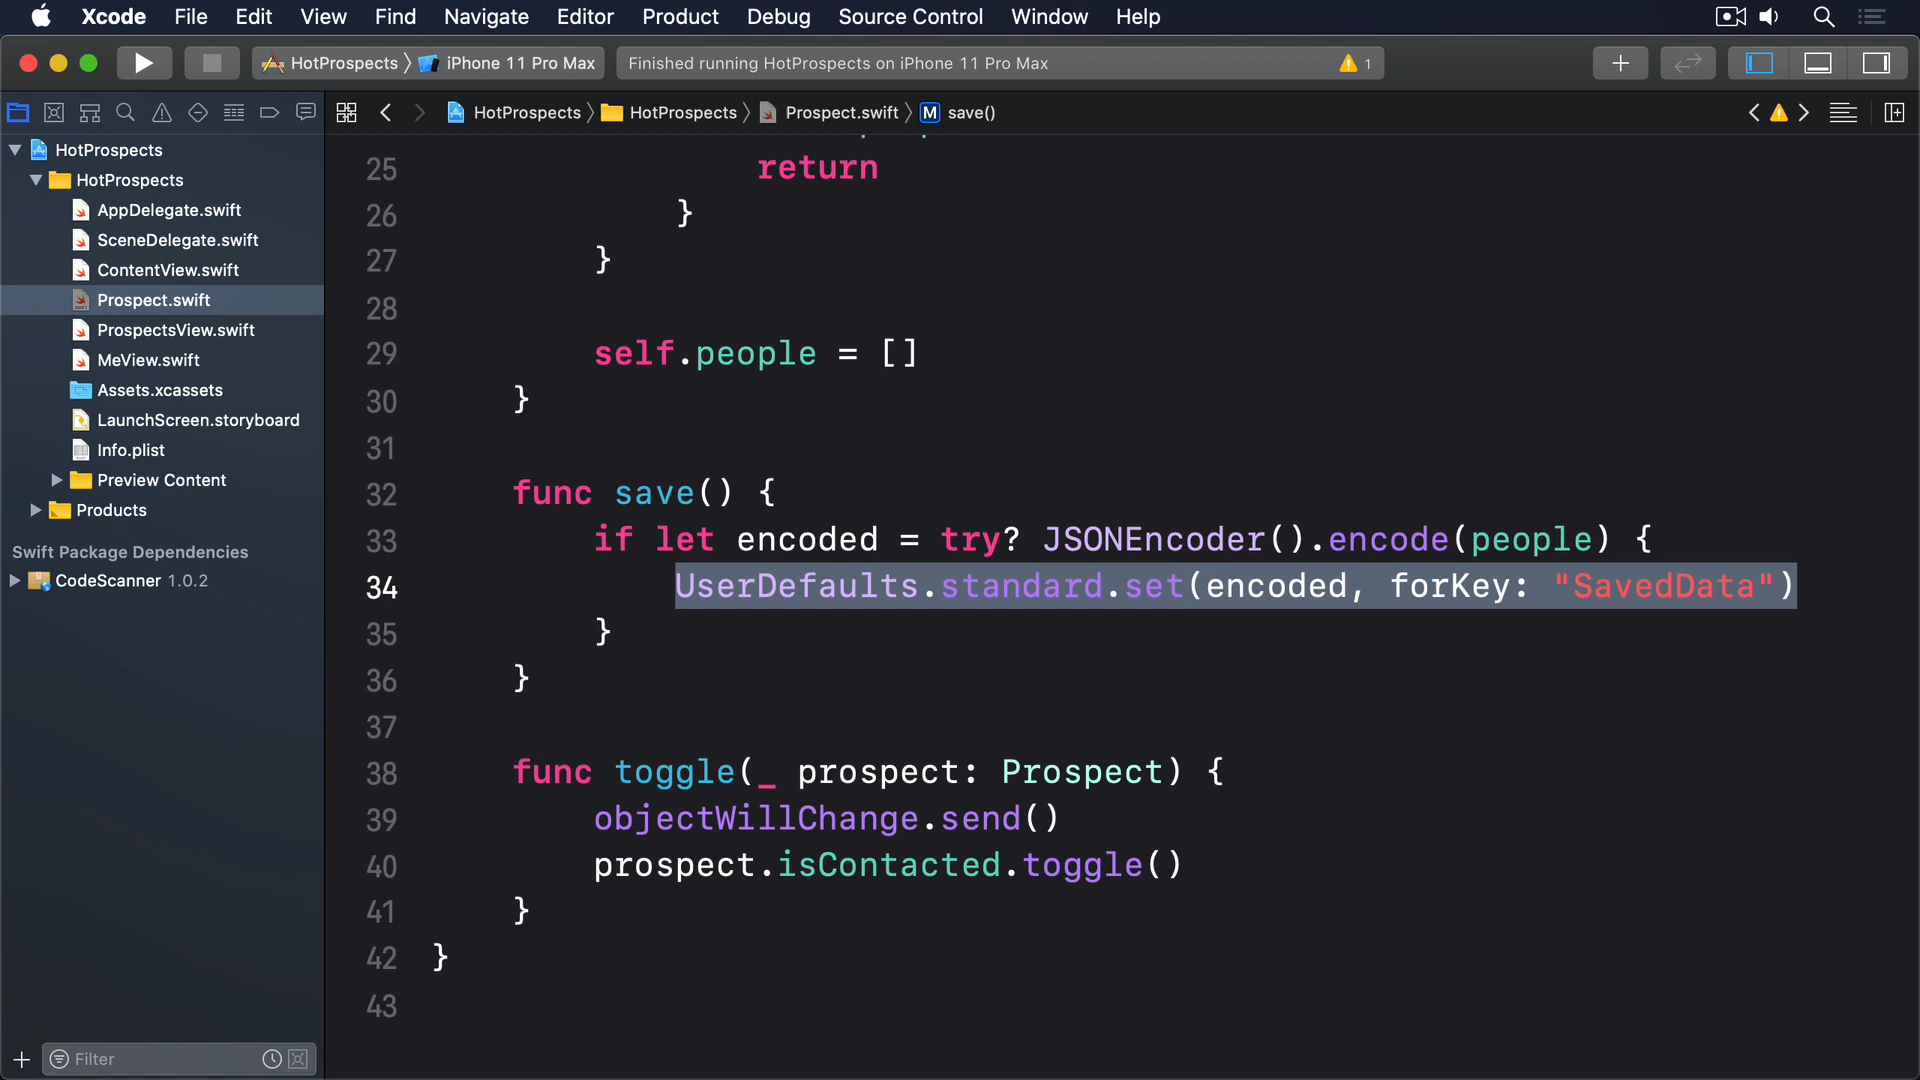 Xcode File Edit View Find Navigate Editor Product Debug Source Control Window Help
HotProspects iPhone 11 Pro Max Finished running HotProspects on iPhone 11 Pro Max 1
HotProspects HotProspects Prospect.swift M save()
HotProspects
HotProspects
AppDelegate.swift
SceneDelegate.swift
ContentView.swift
Prospect.swift
ProspectsView.swift
MeView.swift
Assets.xcassets
LaunchScreen.storyboard
Info.plist
Preview Content
Products
Swift Package Dependencies
CodeScanner 1.0.2
Filter
25 return
26 }
27 }
28
29 self.people = []
30 }
31
32 func save() {
33 if let encoded = try? JSONEncoder().encode(people) {
34 UserDefaults.standard.set(encoded, forKey: "SavedData")
35 }
36 }
37
38 func toggle(_ prospect: Prospect) {
39 objectWillChange.send()
40 prospect.isContacted.toggle()
41 }
42 }
43